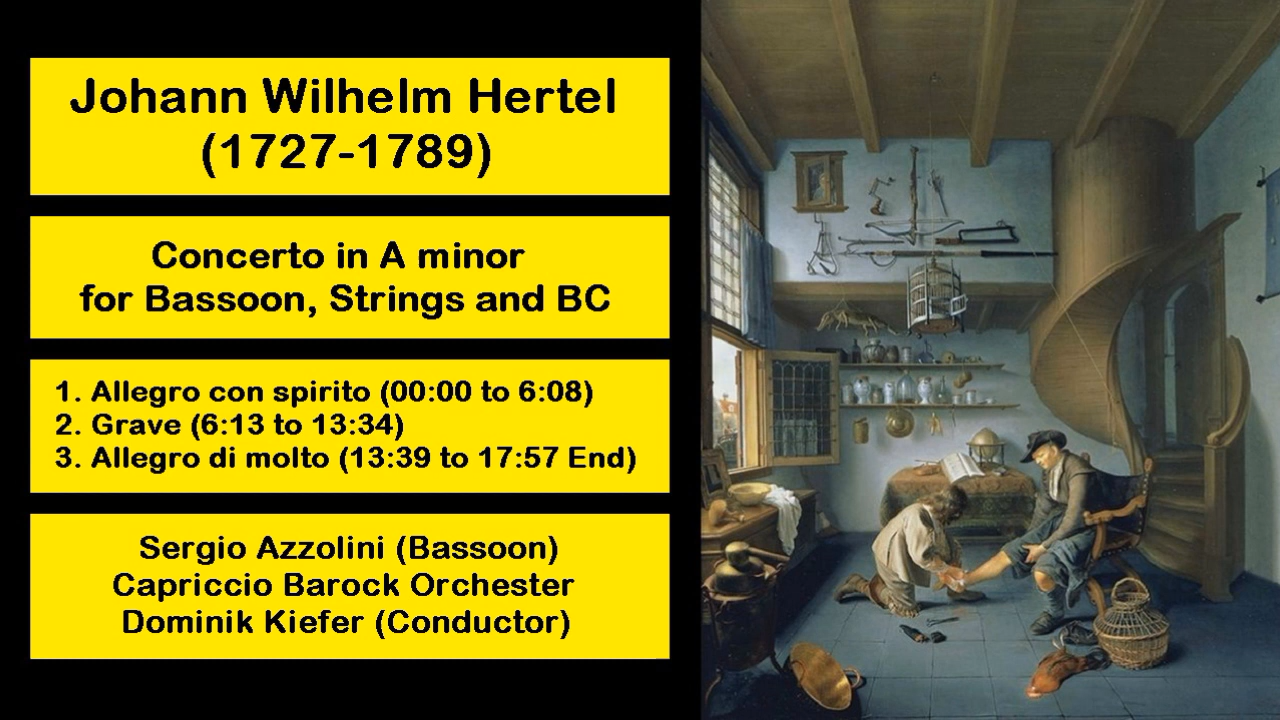 Johann Wilhelm Hertel
(1727-1789)
Concerto in A minor
for Bassoon, Strings and BC
1. Allegro con spirito (00:00 to 6:08)
2. Grave (6:13 to 13:34)
3. Allegro di molto (13:39 to 17:57 End)
Sergio Azzolini (Bassoon)
Capriccio Barock Orchester
Dominik Kiefer (Conductor)